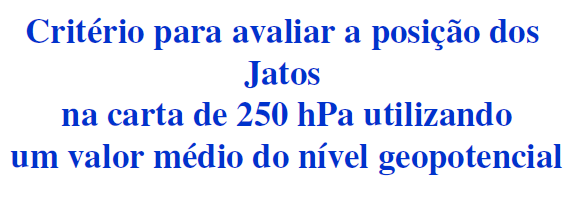 Critério para avaliar a posição dos
Jatos
na carta de 250 hPa utilizando
um valor médio do nível geopotencial